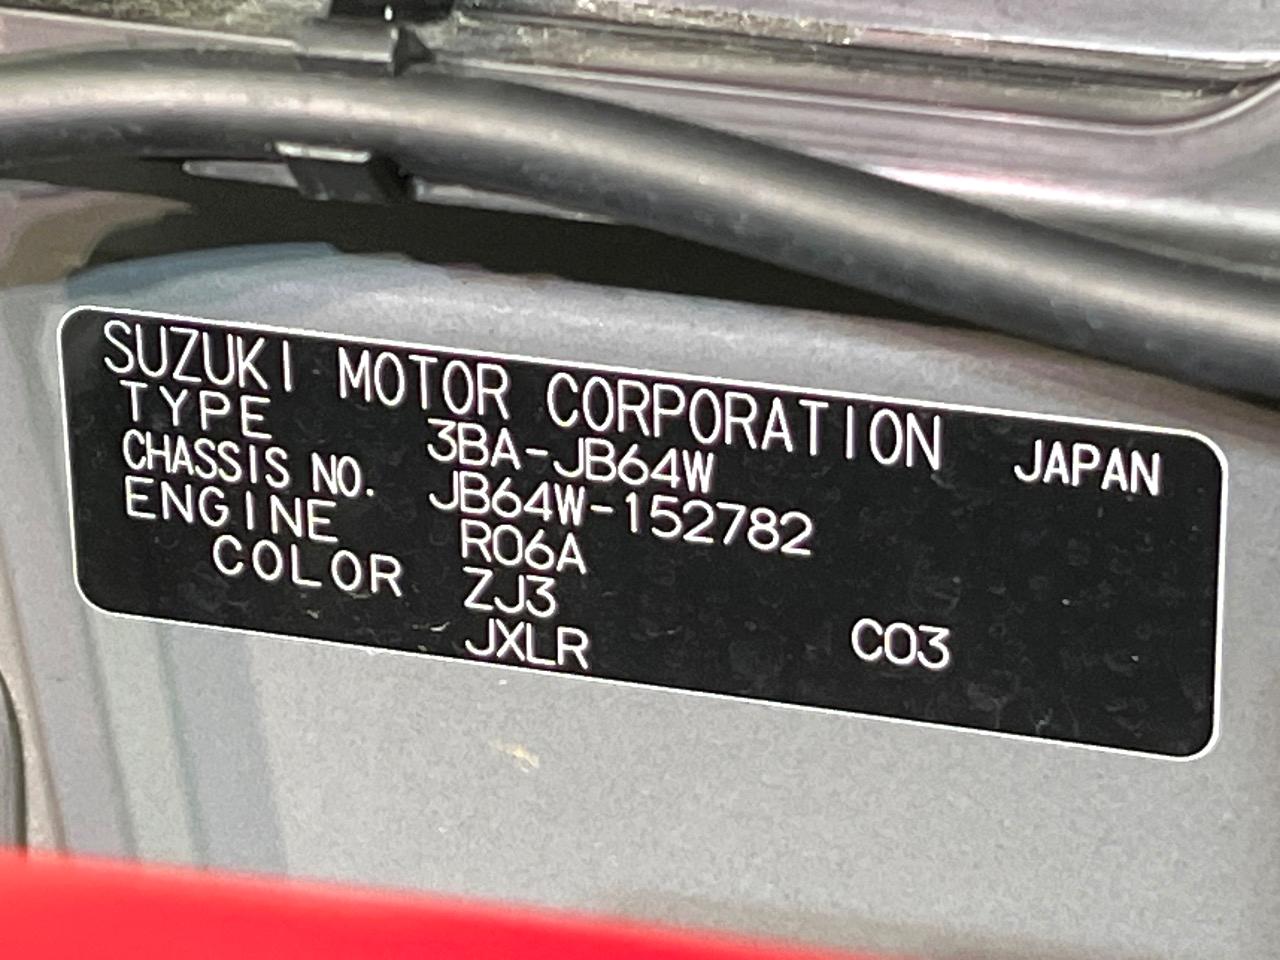 SUZUKI MOTOR CORPORATION JAPAN
TYPE 3BA-JB64W
CHASSIS NO. JB64W-152782
ENGINE R06A
COLOR ZJ3
JXLR C03